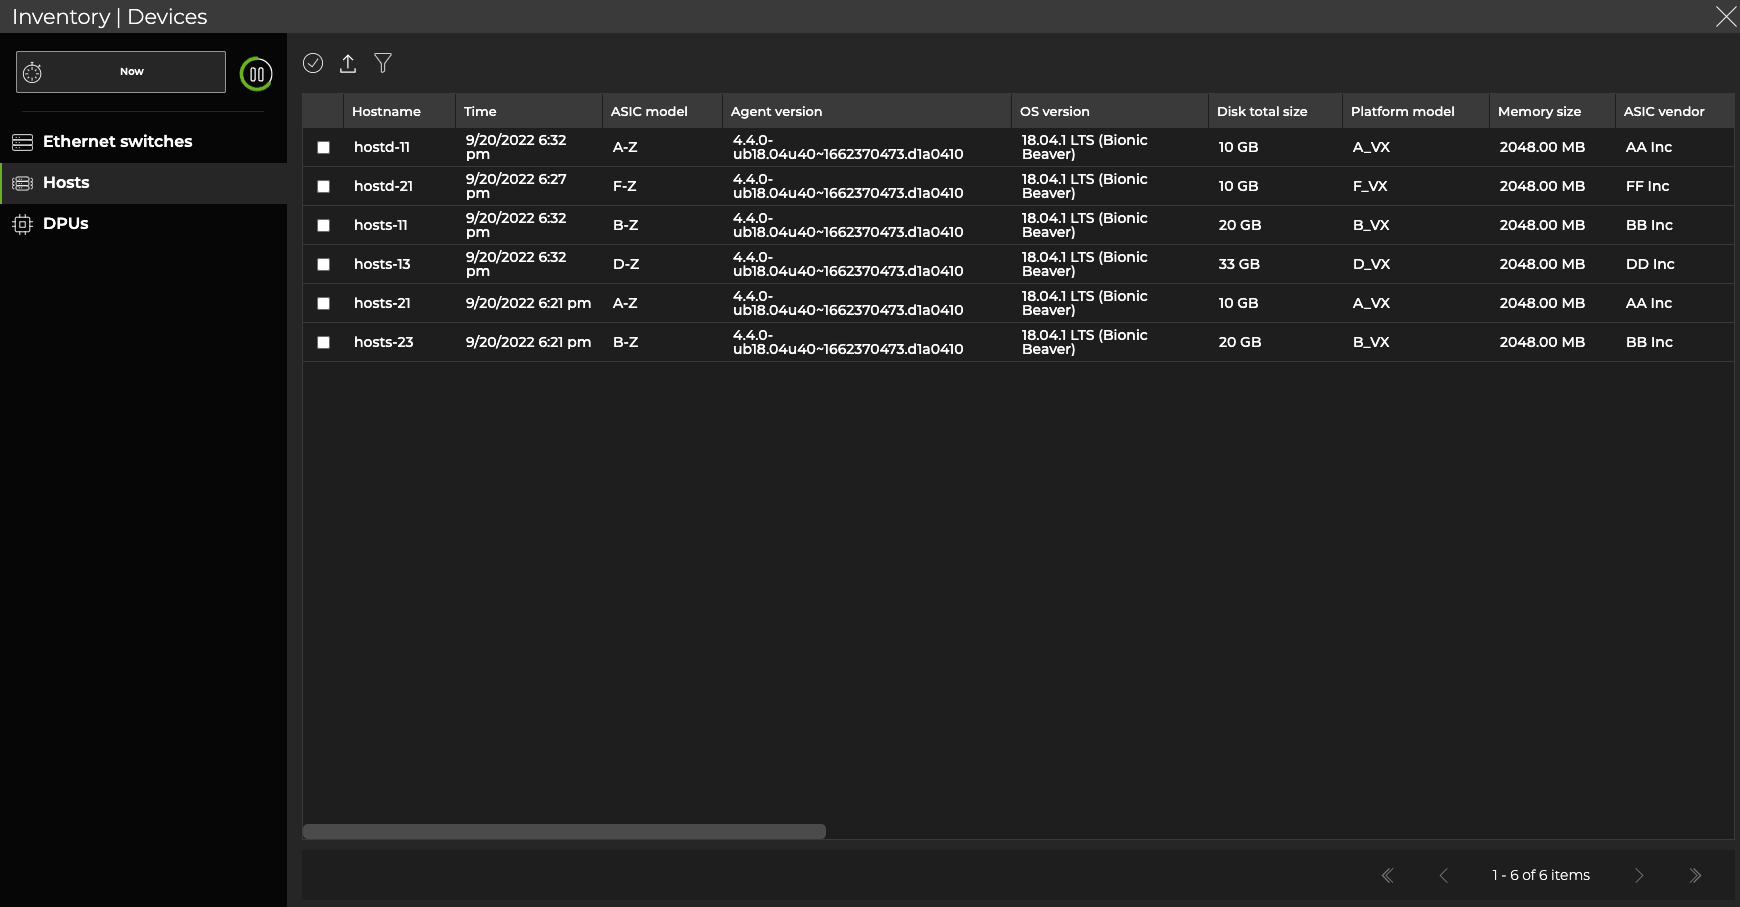 Inventory | Devices
Now
Ethernet switches
Hosts
DPUs
Hostname Time ASIC model Agent version OS version Disk total size Platform model Memory size ASIC vendor
hostd-11 9/20/2022 6:32 pm A-Z 4.4.0-ub18.04u40~1662370473.d1a0410 18.04.1 LTS (Bionic Beaver) 10 GB A_VX 2048.00 MB AA Inc
hostd-21 9/20/2022 6:27 pm F-Z 4.4.0-ub18.04u40~1662370473.d1a0410 18.04.1 LTS (Bionic Beaver) 10 GB F_VX 2048.00 MB FF Inc
hosts-11 9/20/2022 6:32 pm B-Z 4.4.0-ub18.04u40~1662370473.d1a0410 18.04.1 LTS (Bionic Beaver) 20 GB B_VX 2048.00 MB BB Inc
hosts-13 9/20/2022 6:32 pm D-Z 4.4.0-ub18.04u40~1662370473.d1a0410 18.04.1 LTS (Bionic Beaver) 33 GB D_VX 2048.00 MB DD Inc
hosts-21 9/20/2022 6:21 pm A-Z 4.4.0-ub18.04u40~1662370473.d1a0410 18.04.1 LTS (Bionic Beaver) 10 GB A_VX 2048.00 MB AA Inc
hosts-23 9/20/2022 6:21 pm B-Z 4.4.0-ub18.04u40~1662370473.d1a0410 18.04.1 LTS (Bionic Beaver) 20 GB B_VX 2048.00 MB BB Inc
1 - 6 of 6 items